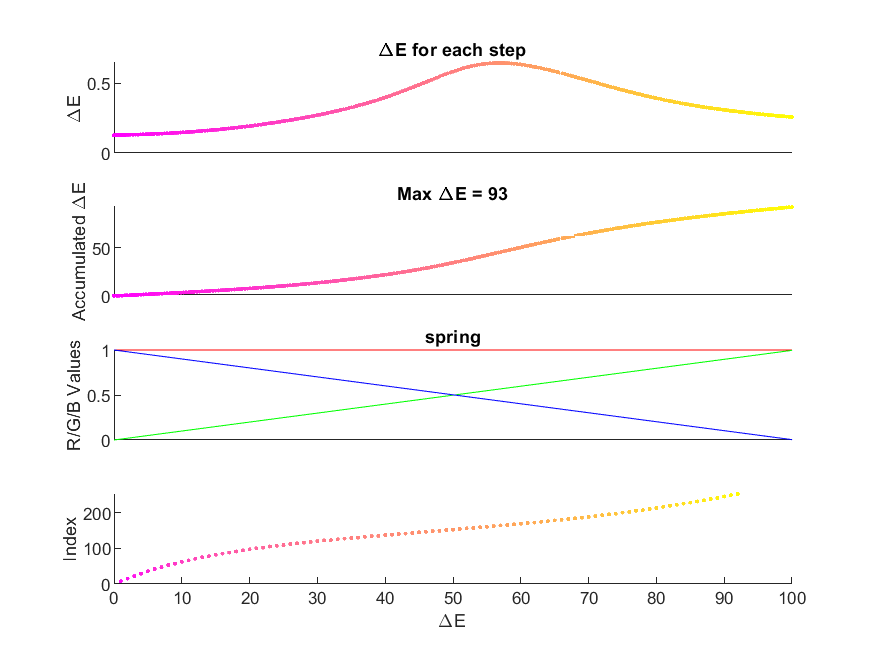 ΔE for each step
0.5
0
ΔE
Max ΔE = 93
50
0
Accumulated ΔE
spring
1
0.5
0
R/G/B Values
200
100
0
Index
0 10 20 30 40 50 60 70 80 90 100
ΔE